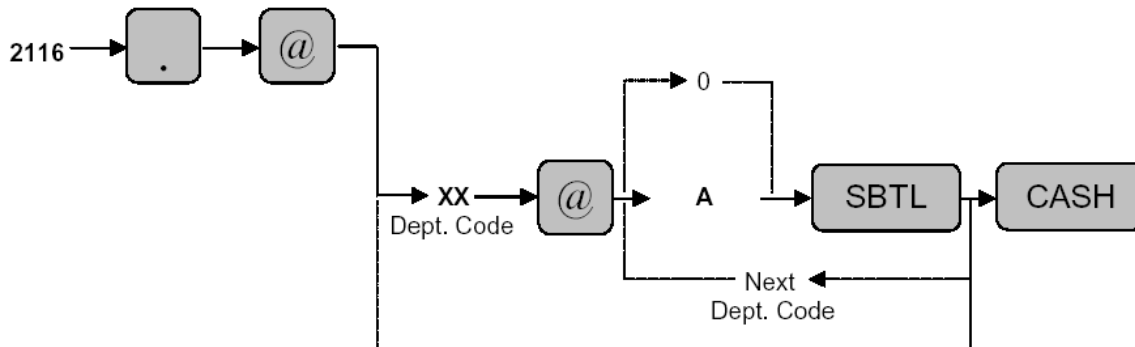 2116
.
@
0
XX
Dept. Code
@
A
SBTL
CASH
Next
Dept. Code